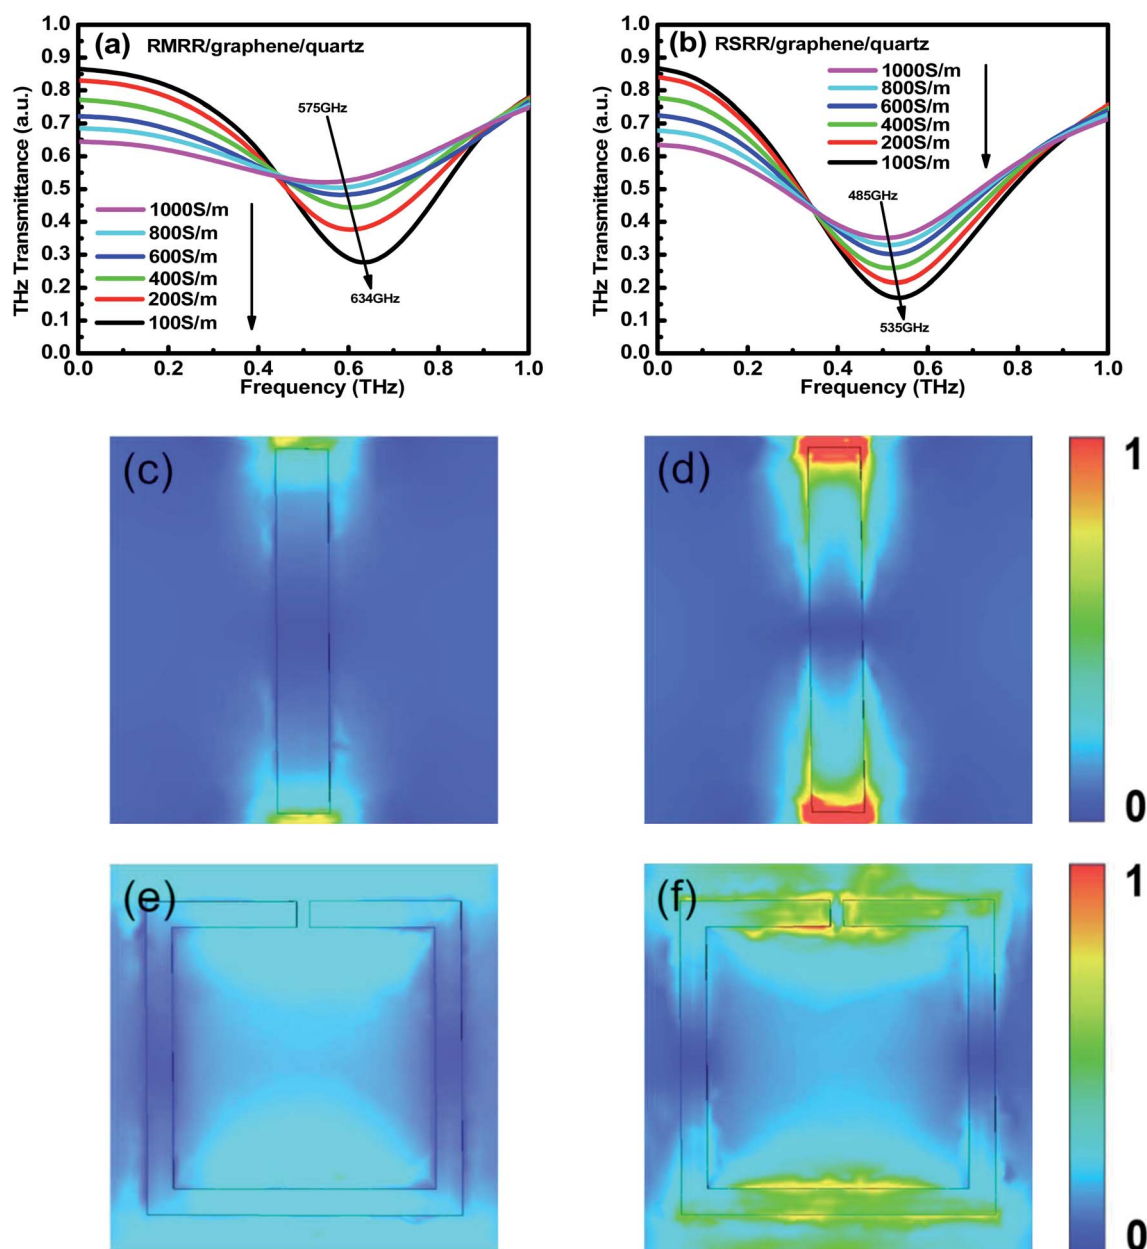 (a) RMRR/graphene/quartz
THz Transmittance (a.u.)
1.0
0.9
0.8
0.7
0.6
0.5
0.4
0.3
0.2
0.1
0.0
575GHz
634GHz
1000S/m
800S/m
600S/m
400S/m
200S/m
100S/m
0.0 0.2 0.4 0.6 0.8 1.0
Frequency (THz)
(b) RSRR/graphene/quartz
THz Transmittance (a.u.)
1.0
0.9
0.8
0.7
0.6
0.5
0.4
0.3
0.2
0.1
0.0
1000S/m
800S/m
600S/m
400S/m
200S/m
100S/m
485GHz
535GHz
0.0 0.2 0.4 0.6 0.8 1.0
Frequency (THz)
(c)
(d)
1
0
(e)
(f)
1
0